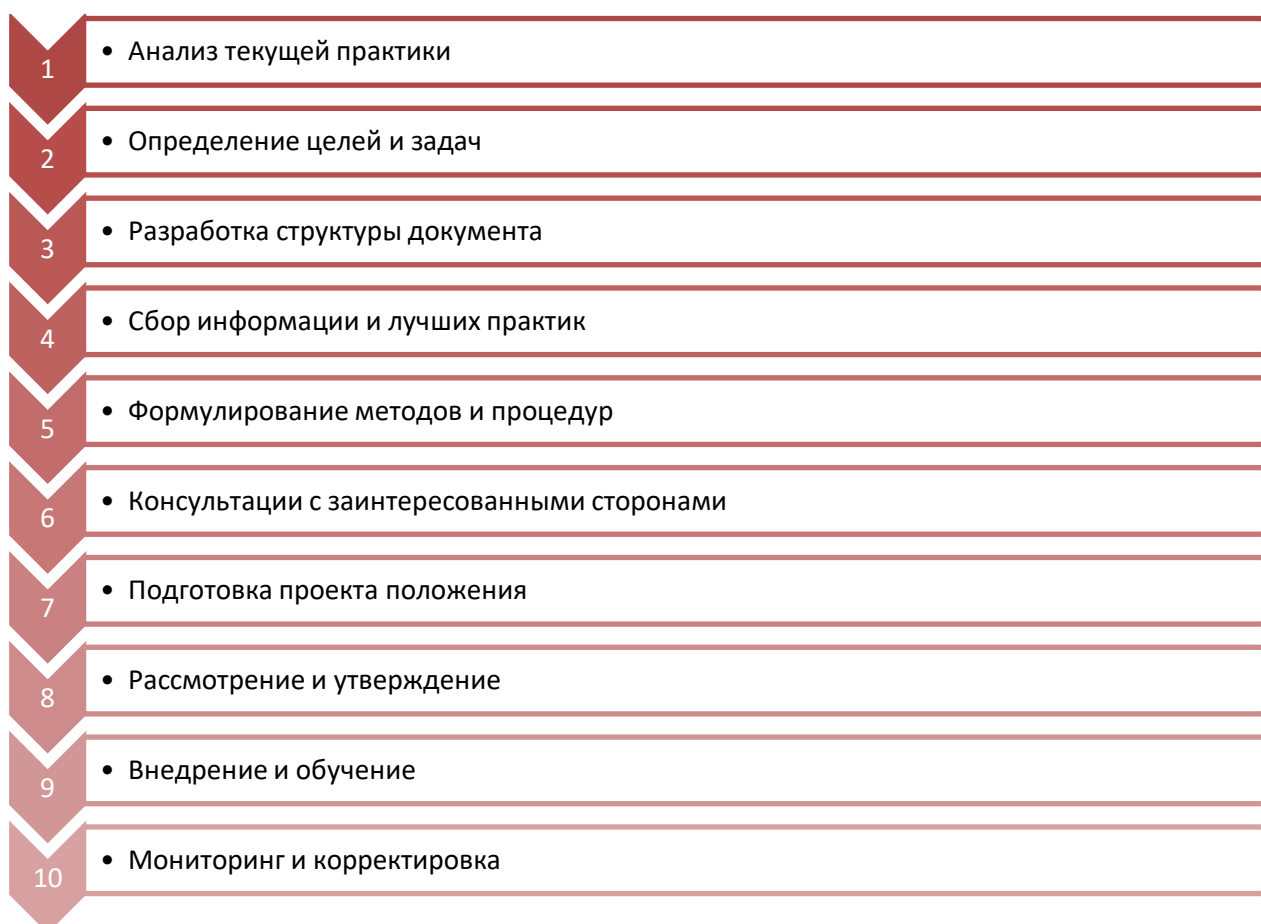 1
• Анализ текущей практики
2
• Определение целей и задач
3
• Разработка структуры документа
4
• Сбор информации и лучших практик
5
• Формулирование методов и процедур
6
• Консультации с заинтересованными сторонами
7
• Подготовка проекта положения
8
• Рассмотрение и утверждение
9
• Внедрение и обучение
10
• Мониторинг и корректировка